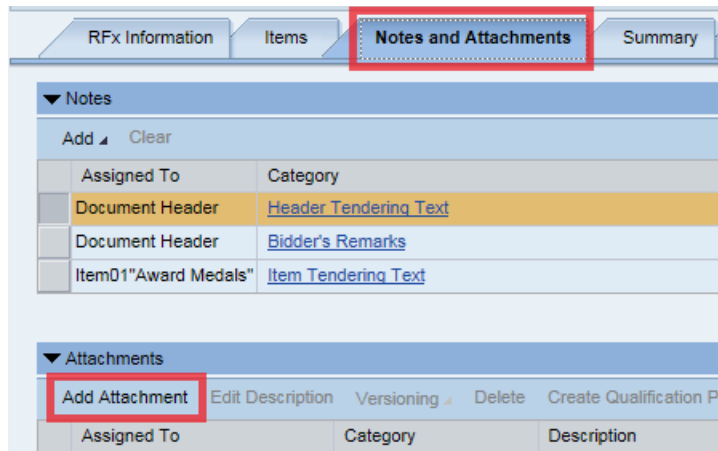 RFx Information Items Notes and Attachments Summary
Notes
Add Clear
Assigned To Category
Document Header Header Tendering Text
Document Header Bidder's Remarks
Item01"Award Medals" Item Tendering Text
Attachments
Add Attachment Edit Description Versioning Delete Create Qualification P
Assigned To Category Description